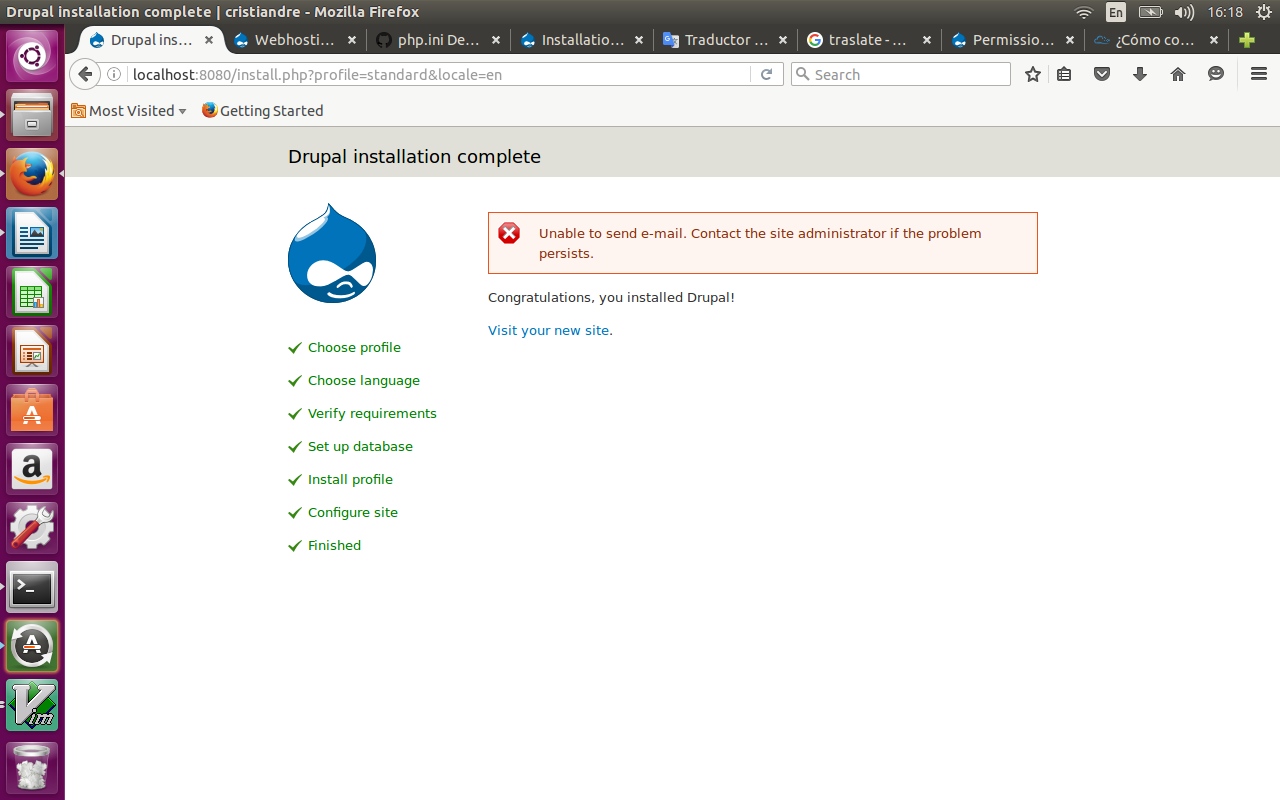 Drupal installation complete | cristiandre - Mozilla Firefox
En
16:18
Drupal ins...
Webhosti...
php.ini De...
Installatio...
Traductor ...
traslate - ...
Permissio...
¿Cómo co...
localhost:8080/install.php?profile=standard&locale=en
Search
Most Visited
Getting Started
Drupal installation complete
Unable to send e-mail. Contact the site administrator if the problem
persists.
Congratulations, you installed Drupal!
Visit your new site.
Choose profile
Choose language
Verify requirements
Set up database
Install profile
Configure site
Finished
Vim